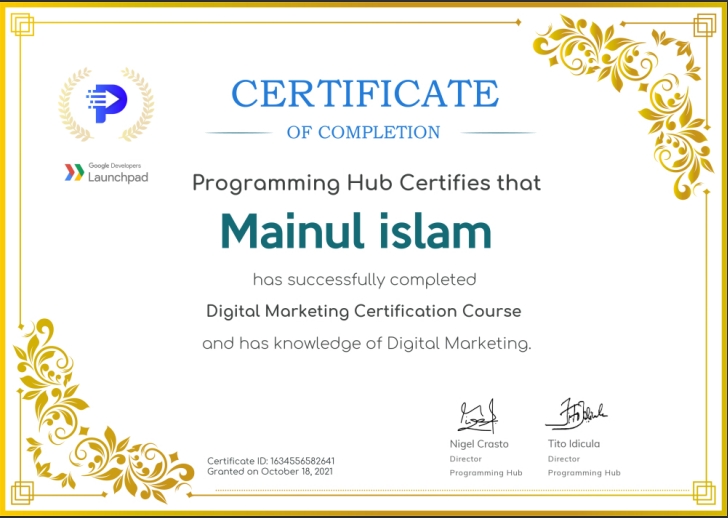 CERTIFICATE
OF COMPLETION
Google Developers
Launchpad
Programming Hub Certifies that
Mainul islam
has successfully completed
Digital Marketing Certification Course
and has knowledge of Digital Marketing.
Nigel Crasto
Director
Programming Hub
Tito Idicula
Director
Programming Hub
Certificate ID: 1634556582641
Granted on October 18, 2021